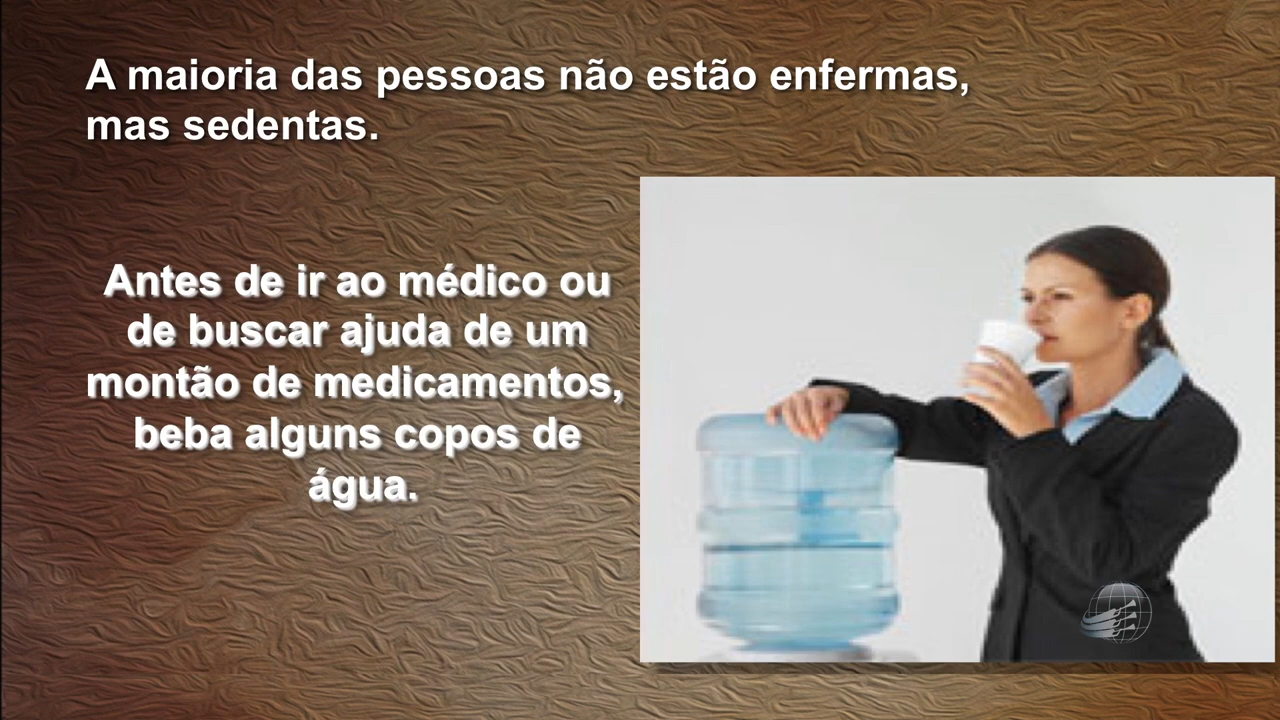 A maioria das pessoas não estão enfermas,
mas sedentas.
Antes de ir ao médico ou
de buscar ajuda de um
montão de medicamentos,
beba alguns copos de
água.